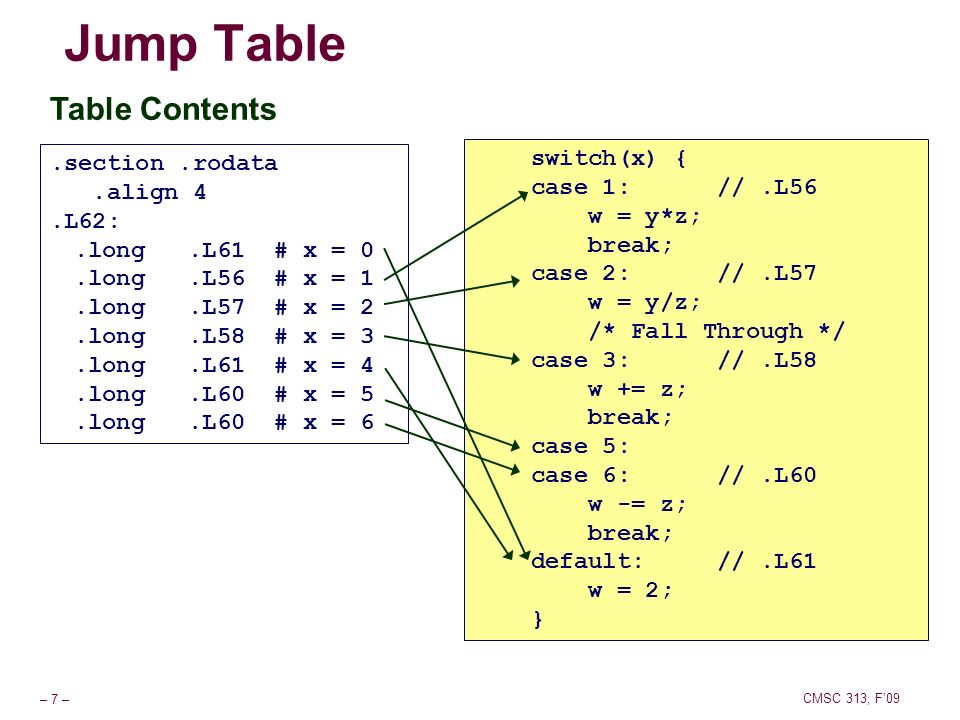 Jump Table
Table Contents
.section .rodata
.align 4
.L62:
.long .L61 # x = 0
.long .L56 # x = 1
.long .L57 # x = 2
.long .L58 # x = 3
.long .L61 # x = 4
.long .L60 # x = 5
.long .L60 # x = 6
switch(x) {
case 1: // .L56
w = y*z;
break;
case 2: // .L57
w = y/z;
/* Fall Through */
case 3: // .L58
w += z;
break;
case 5:
case 6: // .L60
w -= z;
break;
default: // .L61
w = 2;
}
– 7 –
CMSC 313, F’09